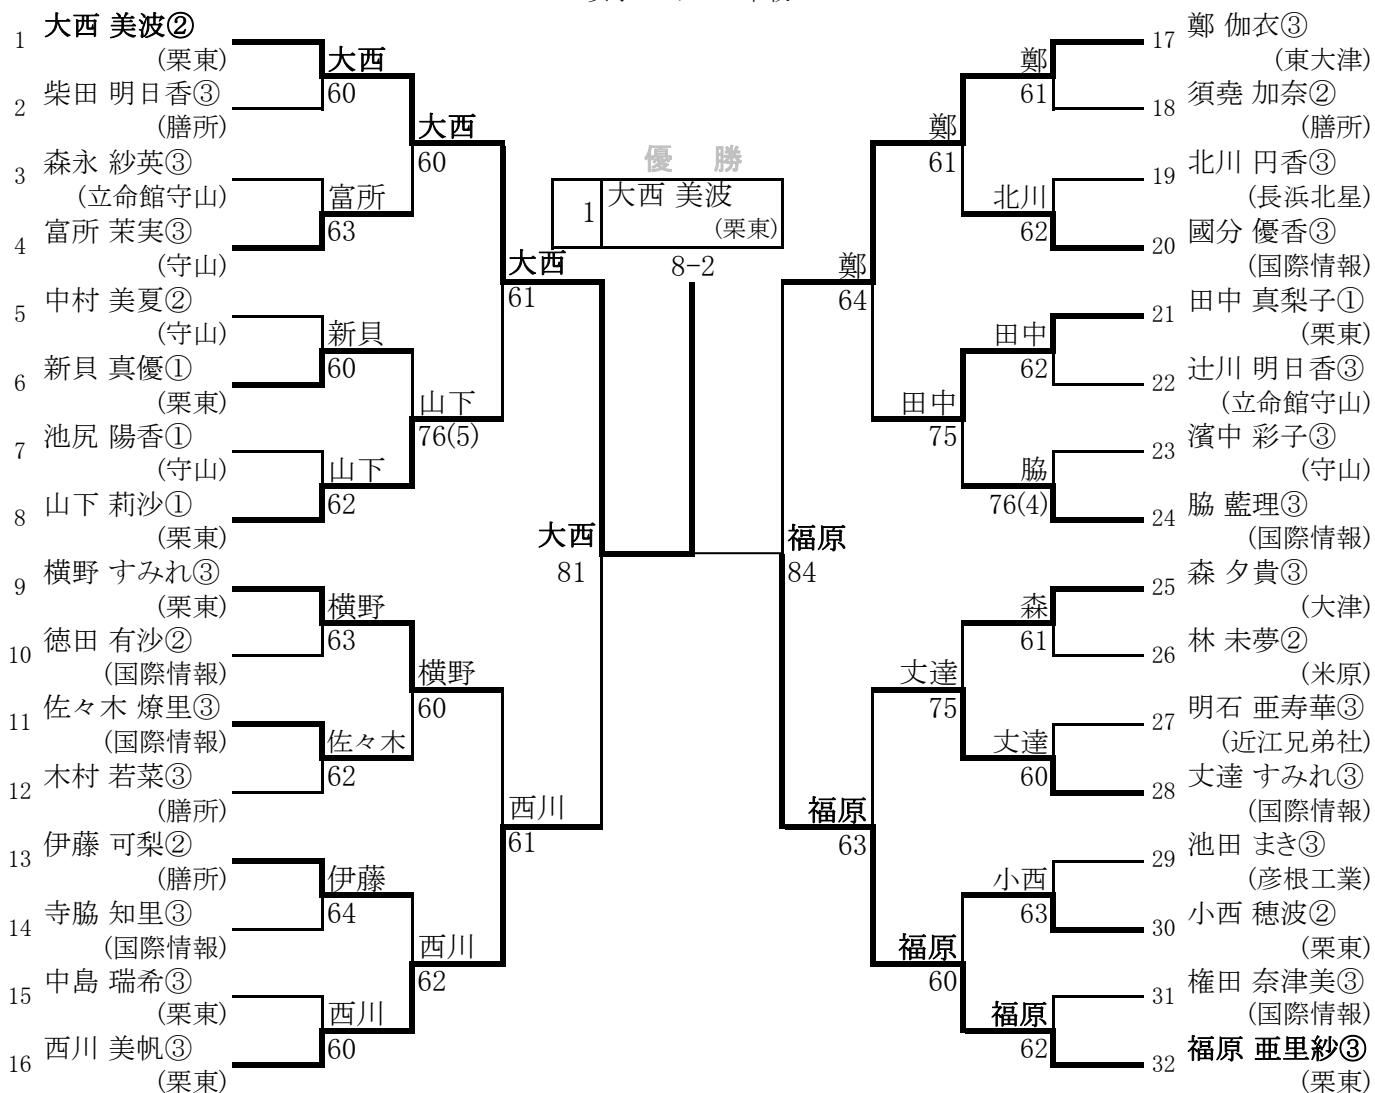 1 大西 美波②
(栗東)
2 柴田 明日香③
(膳所)
3 森永 紗英③
(立命館守山)
4 富所 茉実③
(守山)
5 中村 美夏②
(守山)
6 新貝 真優①
(栗東)
7 池尻 陽香①
(守山)
8 山下 莉沙①
(栗東)
9 横野 すみれ③
(栗東)
10 徳田 有沙②
(国際情報)
11 佐々木 燎里③
(国際情報)
12 木村 若菜③
(膳所)
13 伊藤 可梨②
(膳所)
14 寺脇 知里③
(国際情報)
15 中島 瑞希③
(栗東)
16 西川 美帆③
(栗東)
大西
60
富所
63
新貝
60
山下
62
横野
63
佐々木
62
伊藤
64
西川
60
大西
60
山下
76(5)
横野
60
西川
62
大西
61
西川
61
大西
81
優 勝
1 大西 美波
(栗東)
8-2
福原
84
鄭
64
福原
63
鄭
61
田中
75
丈達
75
福原
60
鄭
61
北川
62
田中
62
脇
76(4)
森
61
丈達
60
小西
63
福原
62
17 鄭 伽衣③
(東大津)
18 須堯 加奈②
(膳所)
19 北川 円香③
(長浜北星)
20 國分 優香③
(国際情報)
21 田中 真梨子①
(栗東)
22 辻川 明日香③
(立命館守山)
23 濱中 彩子③
(守山)
24 脇 藍理③
(国際情報)
25 森 夕貴③
(大津)
26 林 未夢②
(米原)
27 明石 亜寿華③
(近江兄弟社)
28 丈達 すみれ③
(国際情報)
29 池田 まき③
(彦根工業)
30 小西 穂波②
(栗東)
31 権田 奈津美③
(国際情報)
32 福原 亜里紗③
(栗東)